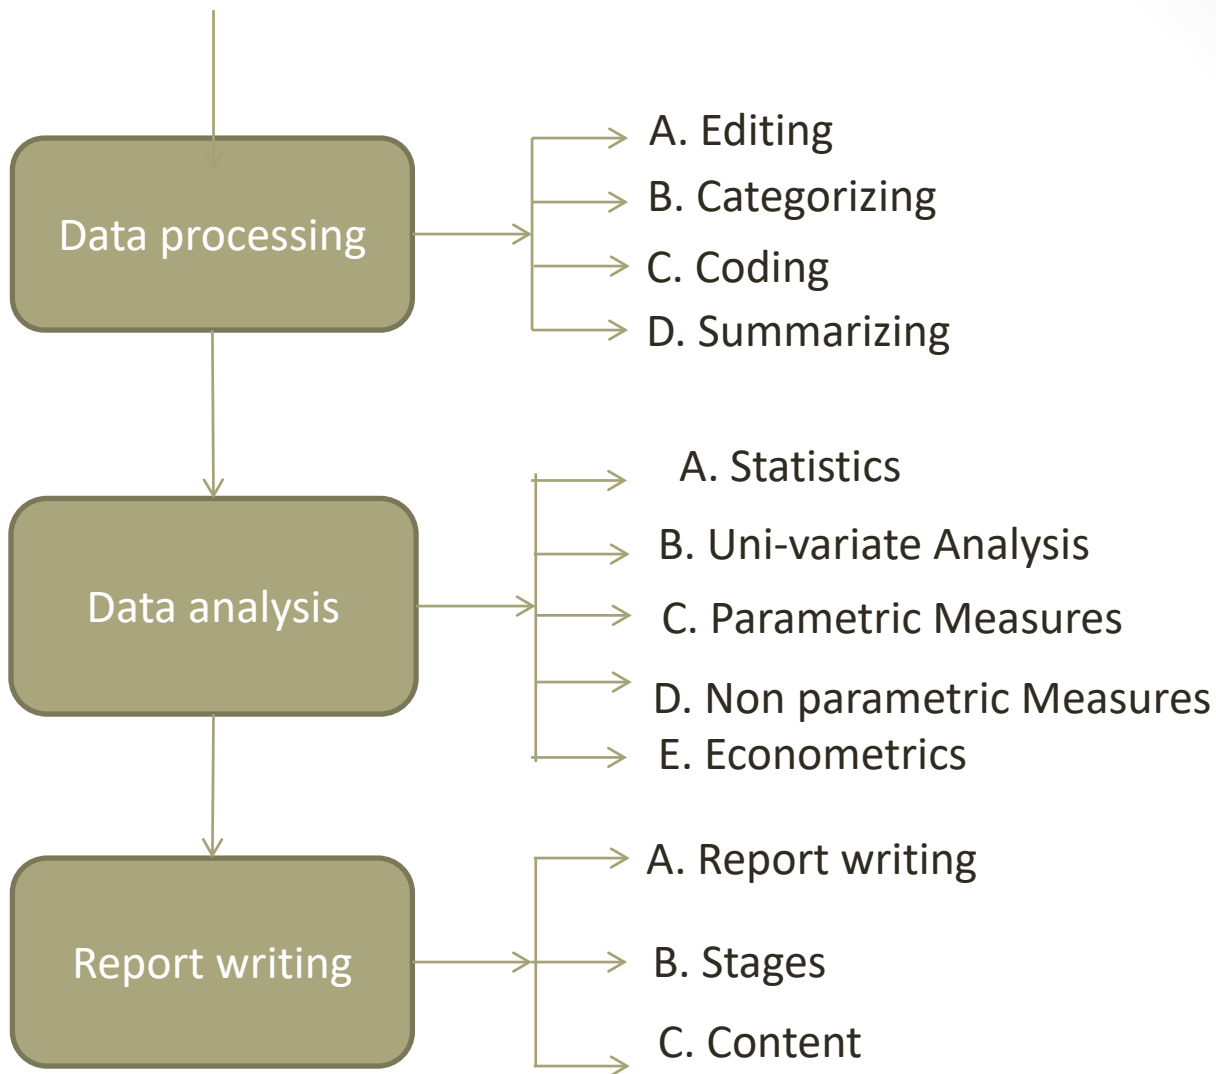 Data processing
A. Editing
B. Categorizing
C. Coding
D. Summarizing
Data analysis
A. Statistics
B. Uni-variate Analysis
C. Parametric Measures
D. Non parametric Measures
E. Econometrics
Report writing
A. Report writing
B. Stages
C. Content